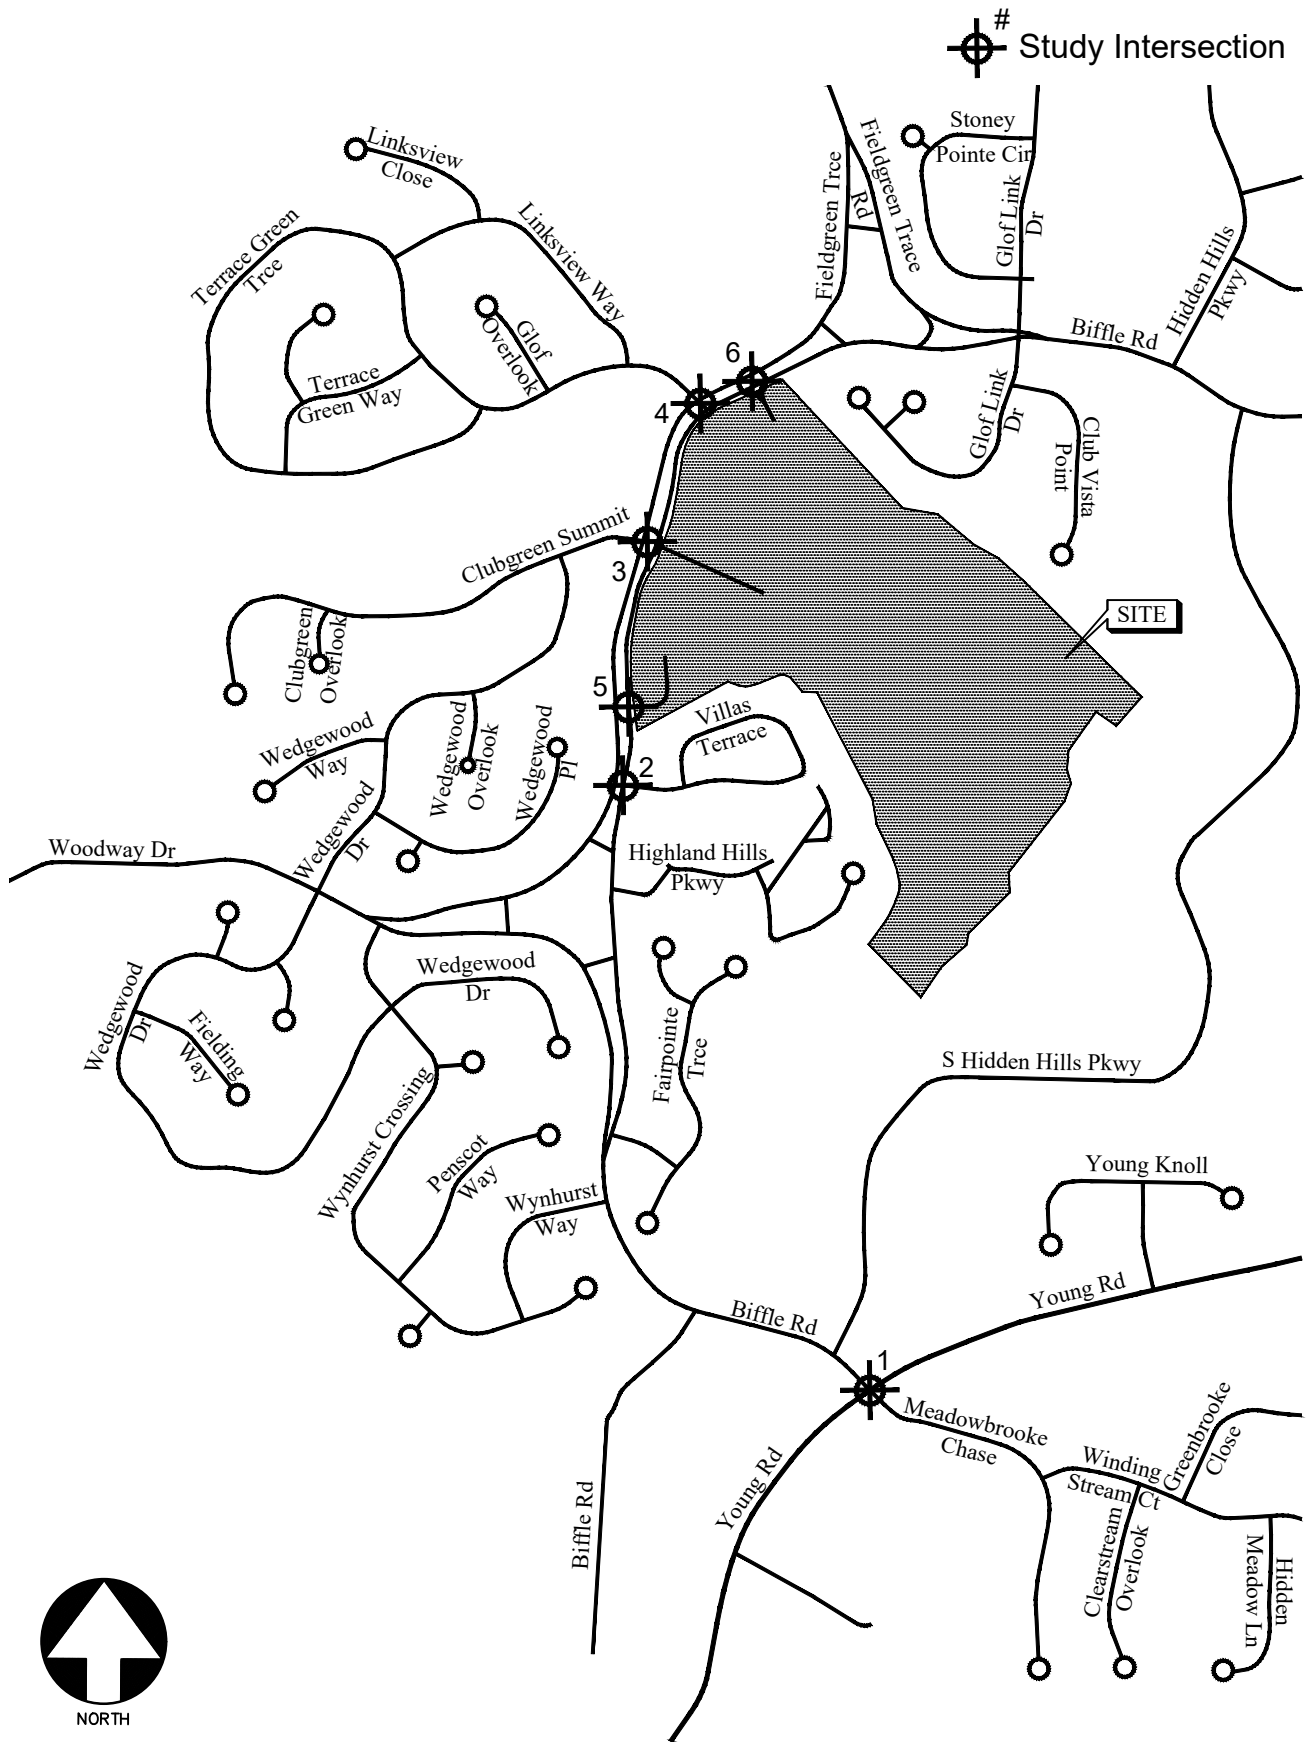 #
Study Intersection
Linksview
Close
Terrace Green
Trce
Linksview Way
Glof
Overlook
Terrace
Green Way
Fieldgreen Trce
Rd
Fieldgreen Trace
Stoney
Pointe Cir
Glof Link
Dr
Hidden Hills
Pkwy
Biffle Rd
6
4
Glof Link
Dr
Club Vista
Point
Clubgreen Summit
3
SITE
Clubgreen
Overlook
5
Wedgewood
Way
Wedgewood
Overlook
Wedgewood
Pl
Villas
Terrace
2
Wedgewood
Dr
Woodway Dr
Highland Hills
Pkwy
Wedgewood
Dr
Wedgewood
Dr
Fielding
Way
Fairpointe
Trce
S Hidden Hills Pkwy
Wynhurst Crossing
Penscot
Way
Wynhurst
Way
Young Knoll
Young Rd
Biffle Rd
1
Meadowbrooke
Chase
Winding
Stream Ct
Greenbrooke
Close
Young Rd
Biffle Rd
Clearstream
Overlook
Hidden
Meadow Ln
NORTH